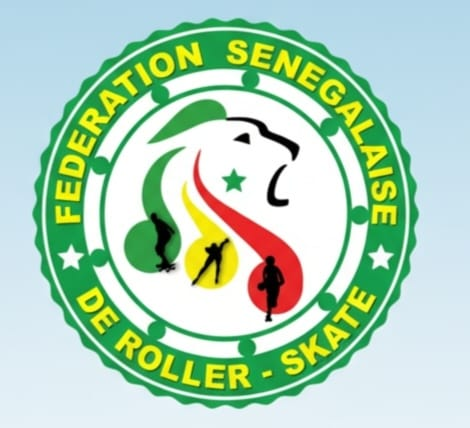 FEDERATION SENEGALAISE
DE ROLLER - SKATE